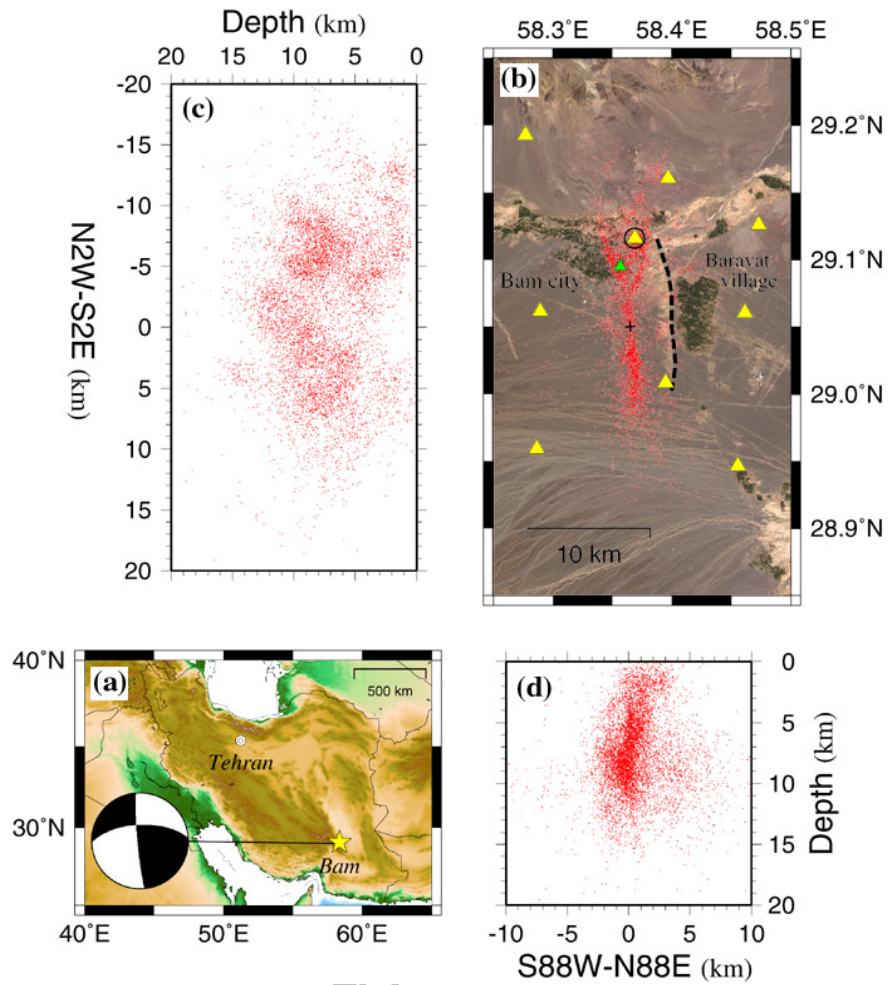 Depth (km)
20 15 10 5 0
-20
-15
-10
-5
0
5
10
15
20
N2W-S2E (km)
(c)
58.3˚E 58.4˚E 58.5˚E
(b)
29.2˚N
29.1˚N
29.0˚N
28.9˚N
Bam city
Baravat
village
10 km
40˚N
30˚N
(a)
500 km
Tehran
Bam
40˚E 50˚E 60˚E
(d)
0
5
10
15
20
Depth (km)
-10 -5 0 5 10
S88W-N88E (km)